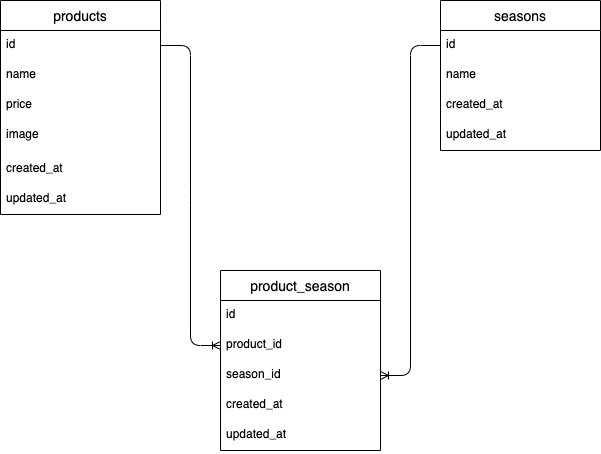 products
id
name
price
image
created_at
updated_at
seasons
id
name
created_at
updated_at
product_season
id
product_id
season_id
created_at
updated_at